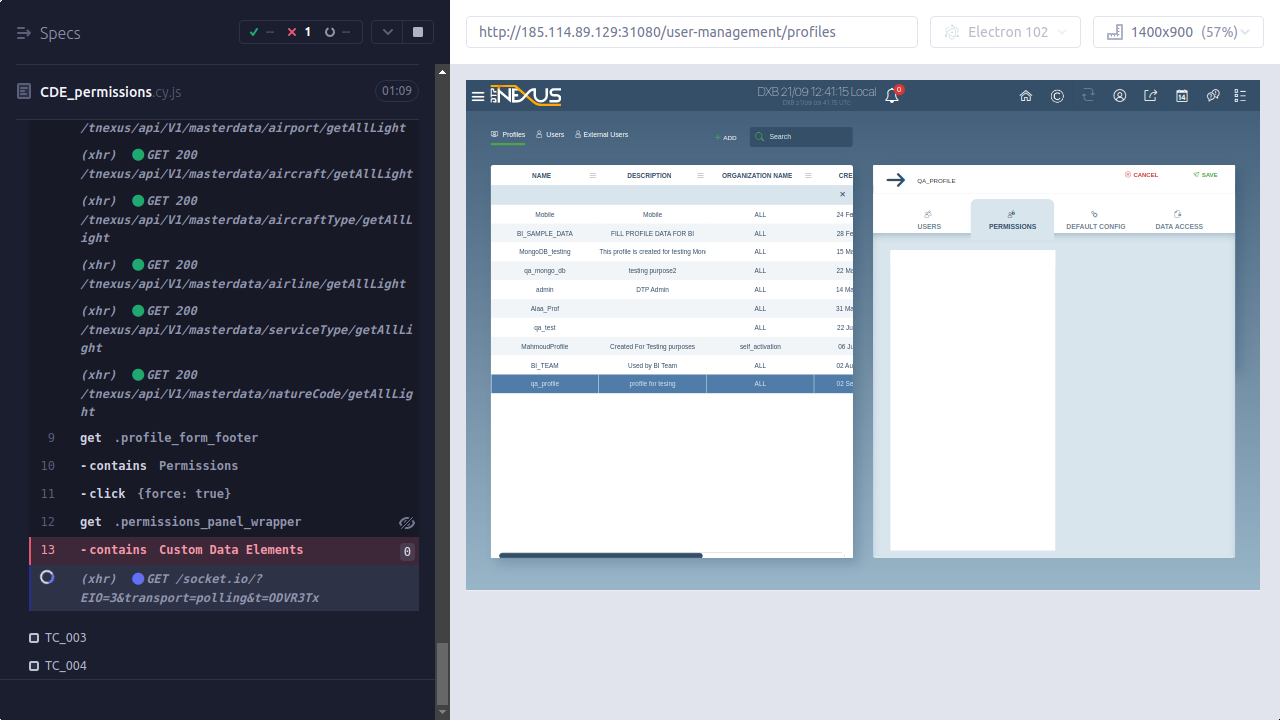 Specs
-- 1 --
CDE_permissions.cy.js 01:09
/tnexus/api/V1/masterdata/airport/getAllLight
(xhr) GET 200
/tnexus/api/V1/masterdata/aircraft/getAllLight
(xhr) GET 200
/tnexus/api/V1/masterdata/aircraftType/getAllL
ight
(xhr) GET 200
/tnexus/api/V1/masterdata/airline/getAllLight
(xhr) GET 200
/tnexus/api/V1/masterdata/serviceType/getAllLi
ght
(xhr) GET 200
/tnexus/api/V1/masterdata/natureCode/getAllLig
ht
9 get .profile_form_footer
10 -contains Permissions
11 -click {force: true}
12 get .permissions_panel_wrapper
13 -contains Custom Data Elements 0
(xhr) GET /socket.io/?
EIO=3&transport=polling&t=ODVR3Tx
TC_003
TC_004
http://185.114.89.129:31080/user-management/profiles
Electron 102
1400x900 (57%)
NEXUS
DXB 21/09 12:41:15 Local
0
14
Profiles Users External Users
ADD
Search
NAME DESCRIPTION ORGANIZATION NAME CRE
×
Mobile Mobile ALL 24 Fe
BI_SAMPLE_DATA FILL PROFILE DATA FOR BI ALL 28 Fe
MongoDB_testing This profile is created for testing Mon ALL 15 Ma
qa_mongo_db testing purpose2 ALL 22 Ma
admin DTP Admin ALL 14 Ma
Alaa_Prof ALL 31 Ma
qa_test ALL 22 Ju
MahmoudProfile Created For Testing purposes self_activation 06 Ju
BI_TEAM Used by BI Team ALL 02 Au
qa_profile profile for tesing ALL 02 Se
QA_PROFILE
CANCEL SAVE
USERS PERMISSIONS DEFAULT CONFIG DATA ACCESS